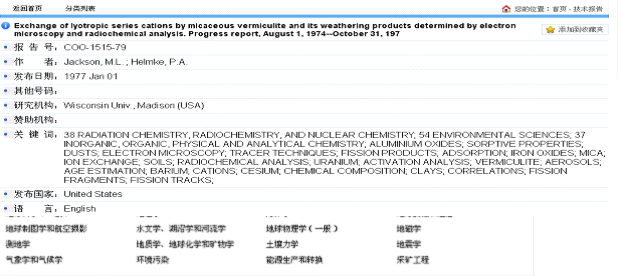 返回首页 分类列表 您的位置：首页 - 技术报告
Exchange of lyotropic series cations by micaceous vermiculite and its weathering products determined by electron
microscopy and radiochemical analysis. Progress report, August 1, 1974--October 31, 197
添加到收藏夹
报 告 号： COO-1515-79
作 者： Jackson, M.L. ; Helmke, P.A.
发布日期： 1977 Jan 01
其他号码：
研究机构： Wisconsin Univ., Madison (USA)
赞助机构：
关 键 词： 38 RADIATION CHEMISTRY, RADIOCHEMISTRY, AND NUCLEAR CHEMISTRY; 54 ENVIRONMENTAL SCIENCES; 37
INORGANIC, ORGANIC, PHYSICAL AND ANALYTICAL CHEMISTRY; ALUMINIUM OXIDES; SORPTIVE PROPERTIES;
DUSTS; ELECTRON MICROSCOPY; TRACER TECHNIQUES; FISSION PRODUCTS; ADSORPTION; IRON OXIDES; MICA;
ION EXCHANGE; SOILS; RADIOCHEMICAL ANALYSIS; URANIUM; ACTIVATION ANALYSIS; VERMICULITE; AEROSOLS;
AGE ESTIMATION; BARIUM; CATIONS; CESIUM; CHEMICAL COMPOSITION; CLAYS; CORRELATIONS; FISSION
FRAGMENTS; FISSION TRACKS;
发布国家： United States
语 言： English
地球制图学和航空摄影 水文学、湖沼学和河流学 地球物理学（一般） 地磁学
测地学 地质学、地球化学和矿物学 土壤力学 地震学
气象学和气候学 环境污染 能源生产和转换 采矿工程